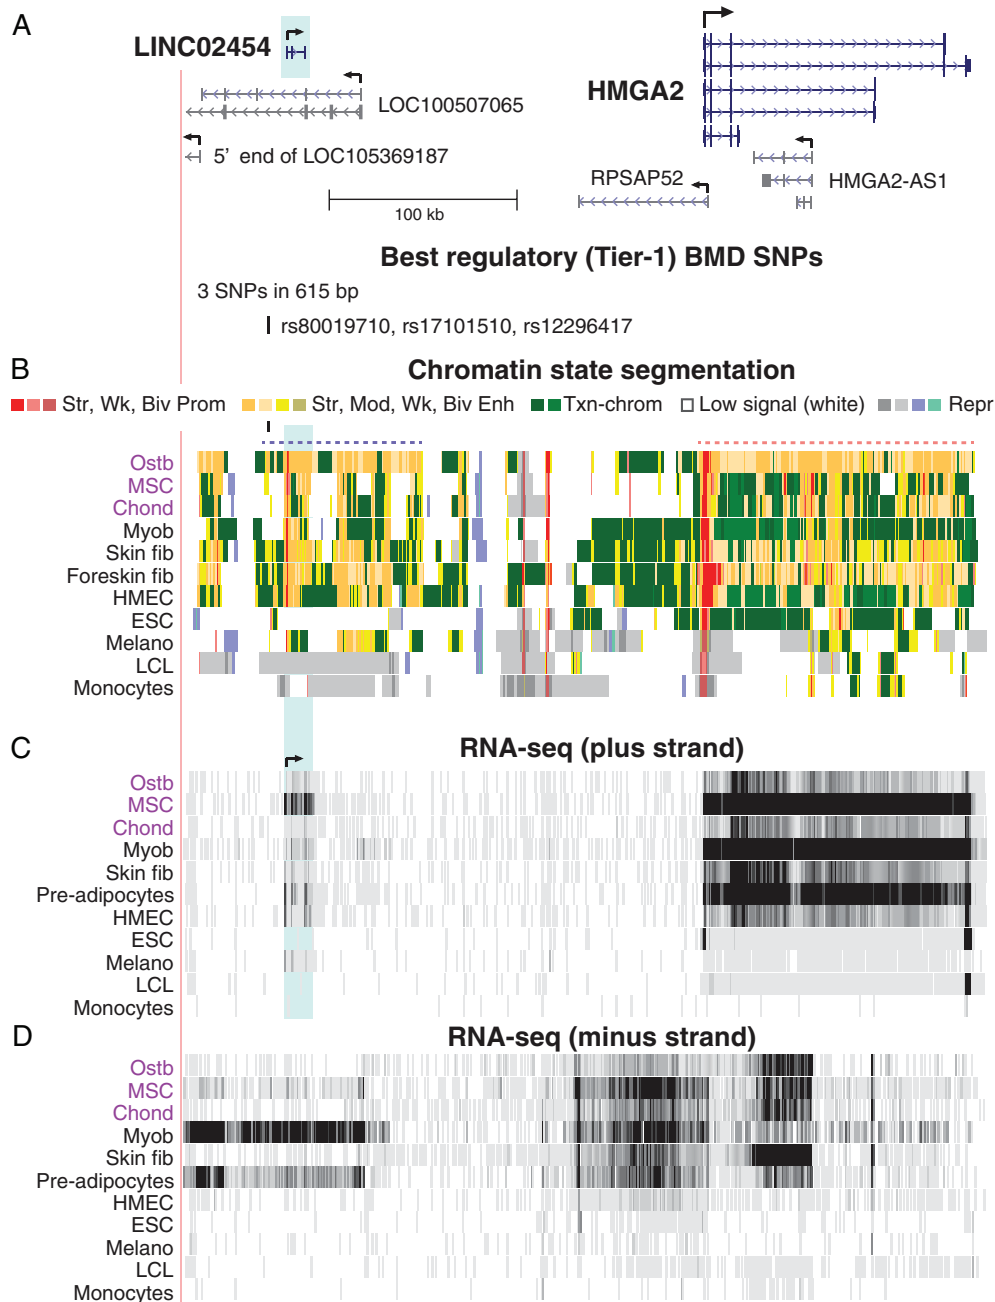 A
LINC02454
HMGA2
LOC100507065
5' end of LOC105369187
RPSAP52
HMGA2-AS1
100 kb
Best regulatory (Tier-1) BMD SNPs
3 SNPs in 615 bp
rs80019710, rs17101510, rs12296417
B
Chromatin state segmentation
Str, Wk, Biv Prom
Str, Mod, Wk, Biv Enh
Txn-chrom
Low signal (white)
Repr
Ostb
MSC
Chond
Myob
Skin fib
Foreskin fib
HMEC
ESC
Melano
LCL
Monocytes
C
RNA-seq (plus strand)
Ostb
MSC
Chond
Myob
Skin fib
Pre-adipocytes
HMEC
ESC
Melano
LCL
Monocytes
D
RNA-seq (minus strand)
Ostb
MSC
Chond
Myob
Skin fib
Pre-adipocytes
HMEC
ESC
Melano
LCL
Monocytes